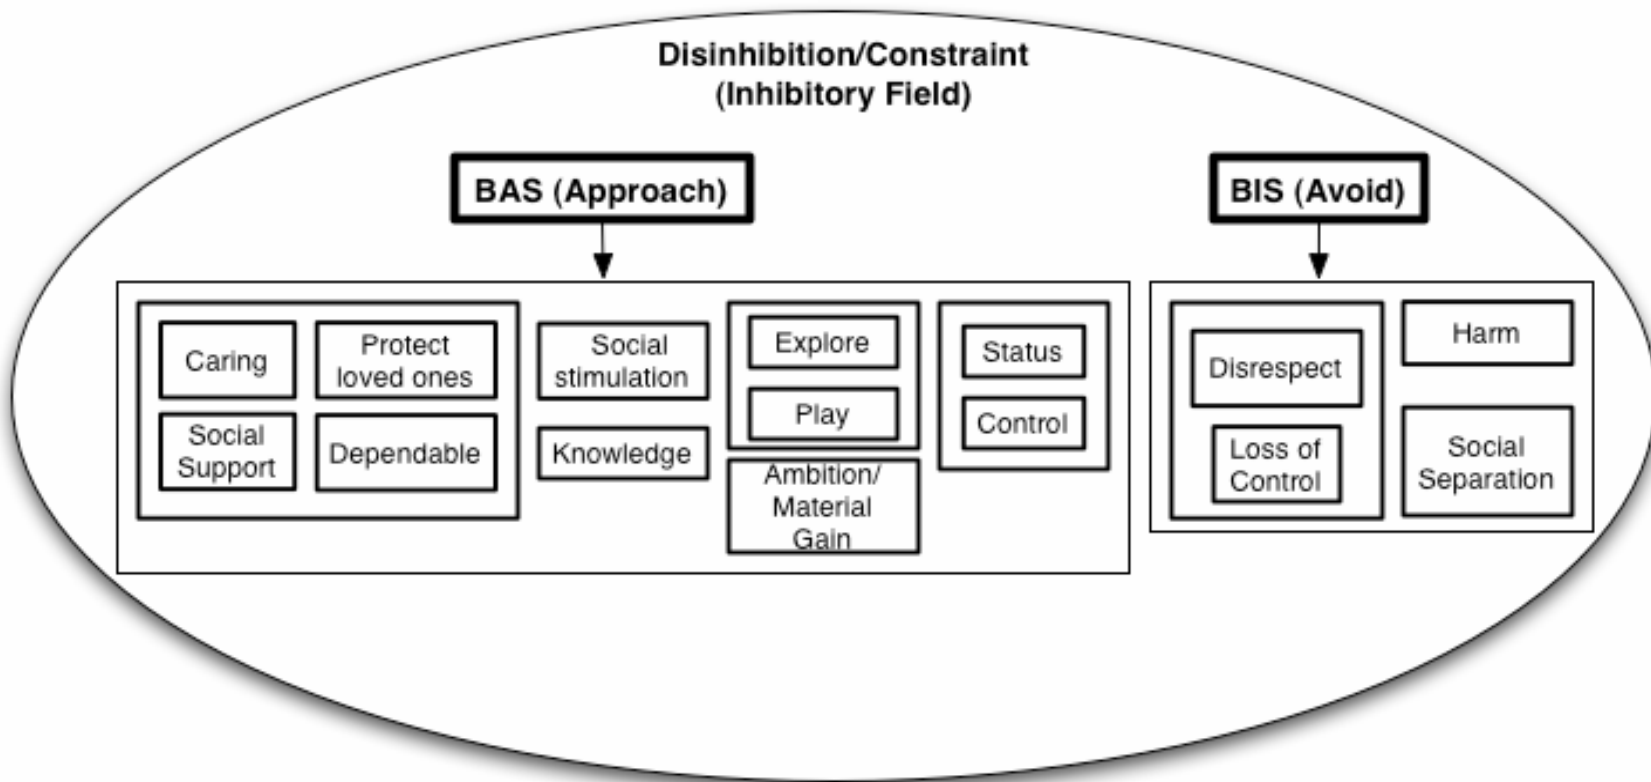 Disinhibition/Constraint
(Inhibitory Field)
BAS (Approach)
BIS (Avoid)
Caring
Protect
loved ones
Social
Support
Dependable
Social
stimulation
Knowledge
Explore
Play
Ambition/
Material
Gain
Status
Control
Disrespect
Loss of
Control
Harm
Social
Separation